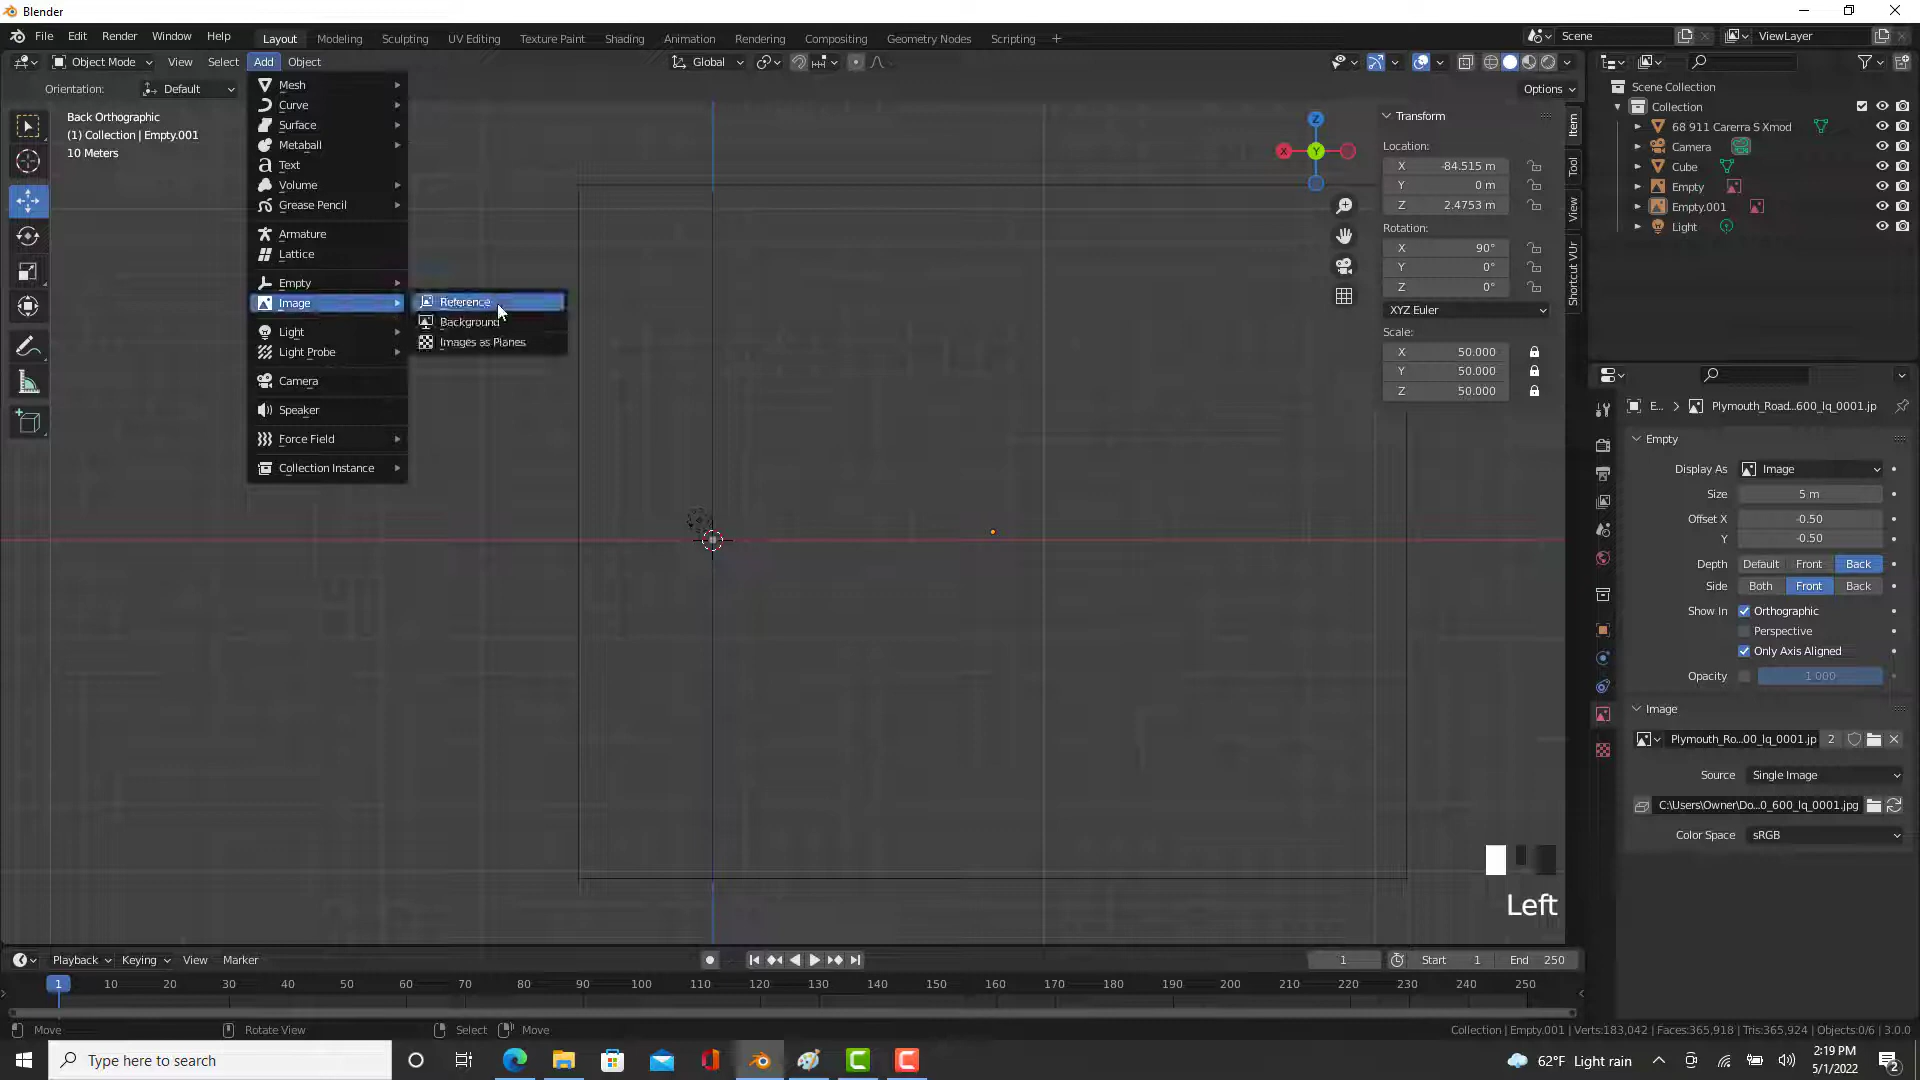 Blender
File Edit Render Window Help
Layout Modeling Sculpting UV Editing Texture Paint Shading Animation Rendering Compositing Geometry Nodes Scripting +
Scene
ViewLayer
Object Mode View Select Add Object
Global
Orientation: Default
Options
Back Orthographic
(1) Collection | Empty.001
10 Meters
Mesh
Curve
Surface
Metaball
Text
Volume
Grease Pencil
Armature
Lattice
Empty
Image
Light
Light Probe
Camera
Speaker
Force Field
Collection Instance
Reference
Background
Images as Planes
Z
X
Y
Transform
Location:
X -84.515 m
Y 0 m
Z 2.4753 m
Rotation:
X 90°
Y 0°
Z 0°
XYZ Euler
Scale:
X 50.000
Y 50.000
Z 50.000
Item
Tool
View
Shortcut VUr
Scene Collection
Collection
68 911 Carerra S Xmod
Camera
Cube
Empty
Empty.001
Light
E... Plymouth_Road...600_lq_0001.jp
Empty
Display As Image
Size 5 m
Offset X -0.50
Y -0.50
Depth Default Front Back
Side Both Front Back
Show In Orthographic
Perspective
Only Axis Aligned
Opacity 1.000
Image
Plymouth_Ro...00_lq_0001.jp 2
Source Single Image
C:\Users\Owner\Do...0_600_lq_0001.jpg
Color Space sRGB
Left
Playback Keying View Marker
1 Start 1 End 250
1 10 20 30 40 50 60 70 80 90 100 110 120 130 140 150 160 170 180 190 200 210 220 230 240 250
Move Rotate View Select Move
Collection | Empty.001 | Verts:183,042 | Faces:365,918 | Tris:365,924 | Objects:0/6 | 3.0.0
Type here to search
62°F Light rain
2:19 PM
5/1/2022
2